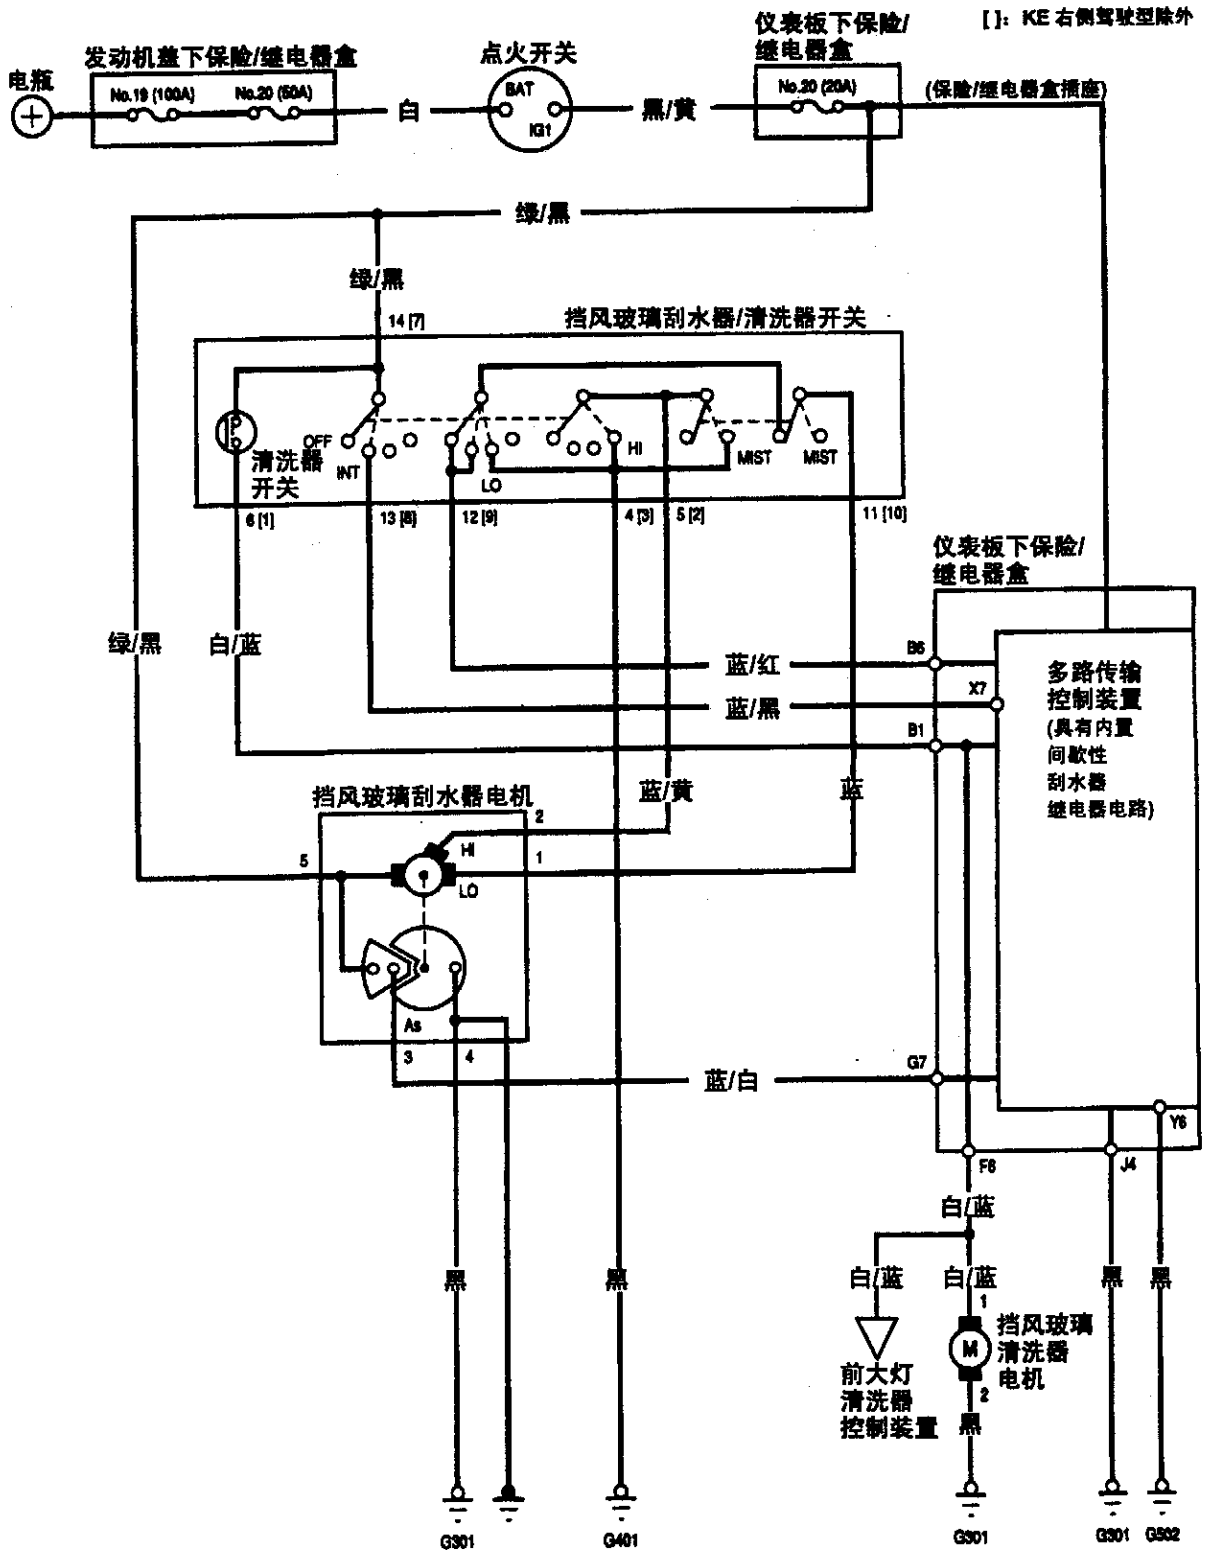 [ ]: KE 右侧驾驶型除外
仪表板下保险/
继电器盒
发动机盖下保险/继电器盒
点火开关
电瓶
No.19 (100A)
No.20 (50A)
BAT
IG1
No.20 (20A)
(保险/继电器盒插座)
白
黑/黄
绿/黑
绿/黑
14 [7]
挡风玻璃刮水器/清洗器开关
OFF
INT
LO
HI
MIST
MIST
清洗器
开关
6 [1]
13 [8]
12 [9]
4 [3]
5 [2]
11 [10]
仪表板下保险/
继电器盒
绿/黑
白/蓝
蓝/红
B6
蓝/黑
X7
B1
多路传输
控制装置
(具有内置
间歇性
刮水器
继电器电路)
蓝/黄
蓝
挡风玻璃刮水器电机
2
HI
5
1
LO
As
3
4
蓝/白
G7
Y6
F6
J4
白/蓝
黑
黑
白/蓝
白/蓝
黑
黑
1
挡风玻璃
清洗器
电机
M
2
前大灯
清洗器
控制装置
黑
G301
G401
G301
G301
G502